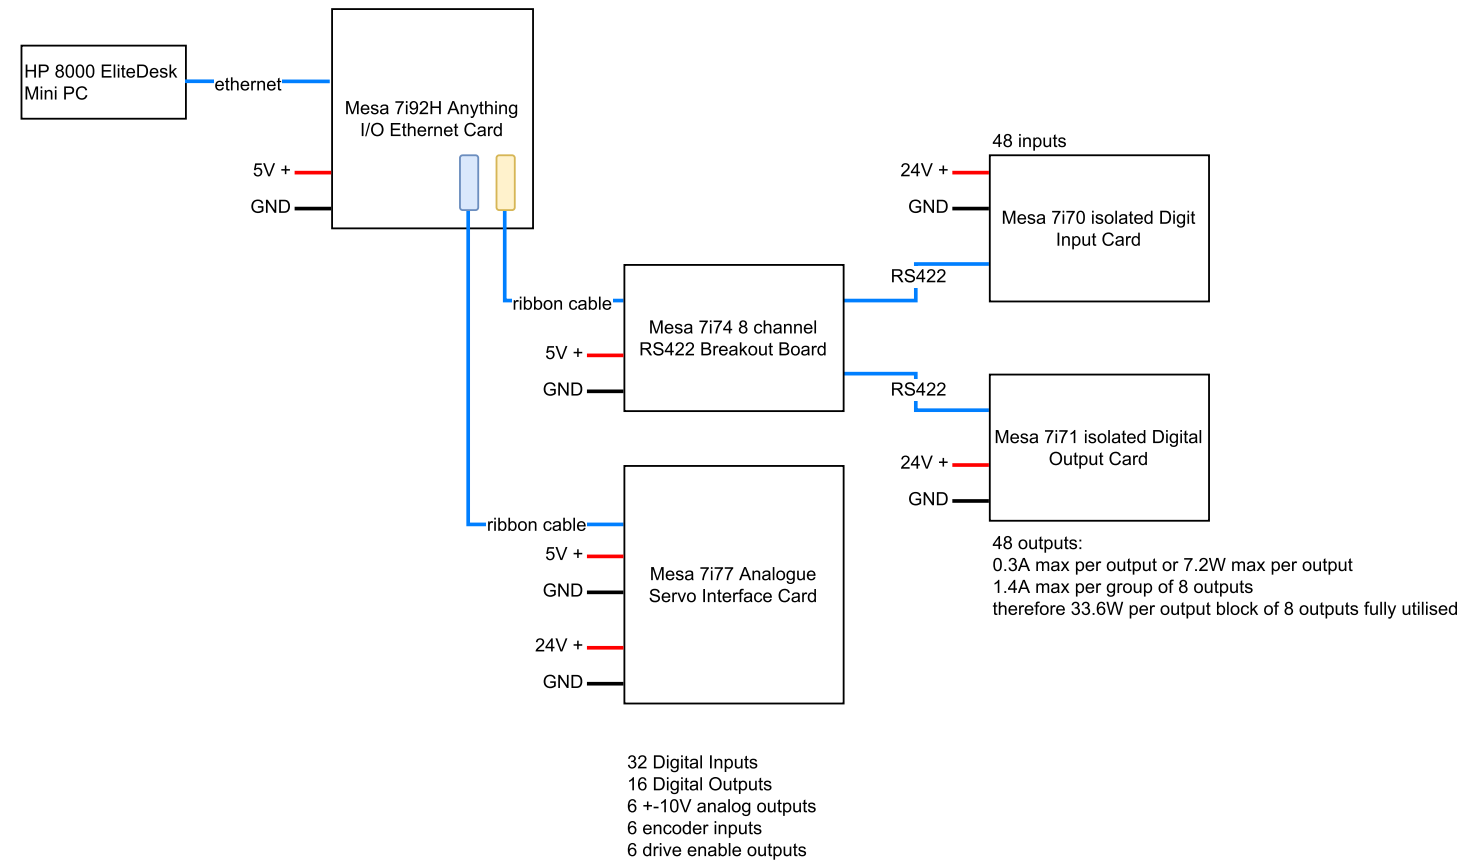 HP 8000 EliteDesk
Mini PC
ethernet
Mesa 7i92H Anything
I/O Ethernet Card
5V +
GND
48 inputs
24V +
GND
Mesa 7i70 isolated Digit
Input Card
RS422
ribbon cable
Mesa 7i74 8 channel
RS422 Breakout Board
5V +
GND
RS422
Mesa 7i71 isolated Digital
Output Card
24V +
GND
48 outputs:
0.3A max per output or 7.2W max per output
1.4A max per group of 8 outputs
therefore 33.6W per output block of 8 outputs fully utilised
ribbon cable
5V +
GND
Mesa 7i77 Analogue
Servo Interface Card
24V +
GND
32 Digital Inputs
16 Digital Outputs
6 +-10V analog outputs
6 encoder inputs
6 drive enable outputs